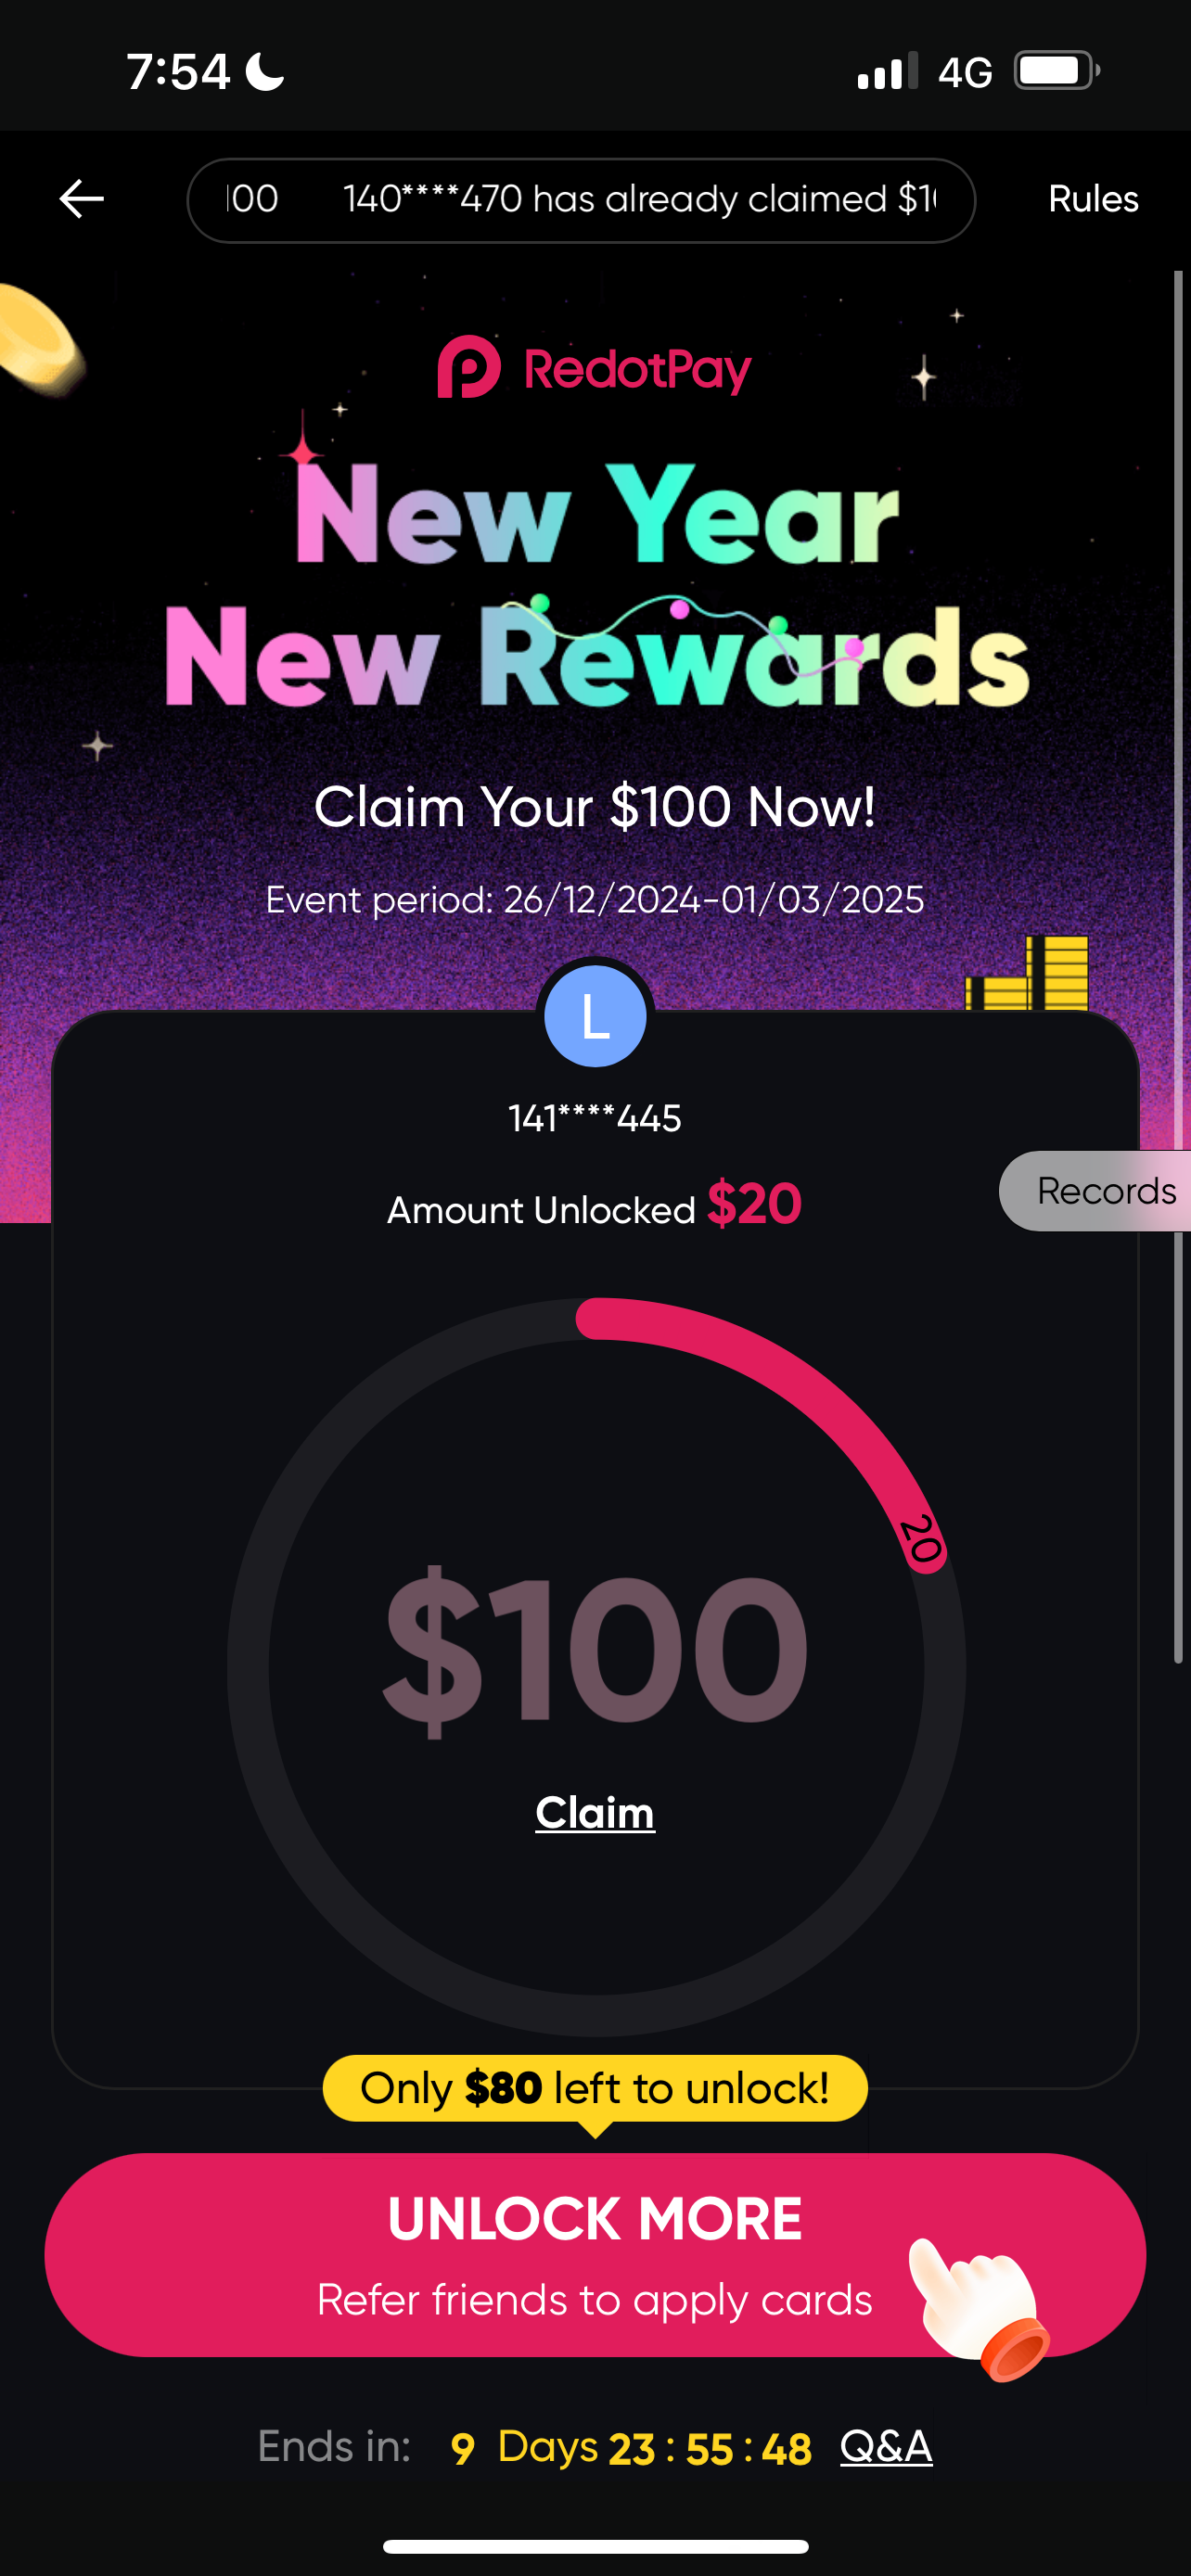 7:54
4G
100 140****470 has already claimed $1
Rules
RedotPay
New Year
New Rewards
Claim Your $100 Now!
Event period: 26/12/2024-01/03/2025
L
141****445
Amount Unlocked $20
Records
20
$100
Claim
Only $80 left to unlock!
UNLOCK MORE
Refer friends to apply cards
Ends in: 9 Days 23 : 55 : 48 Q&A